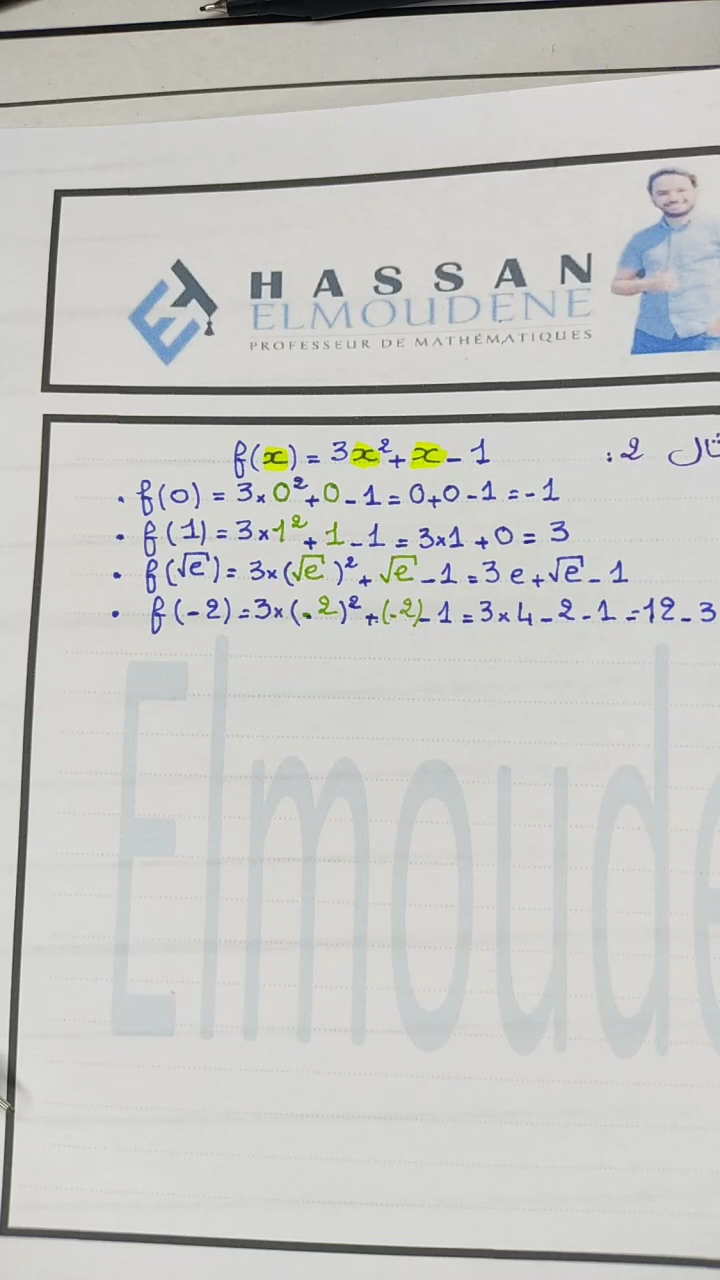 HASSAN
ELMOUDENE
PROFESSEUR DE MATHÉMATIQUES
f(x) = 3x²+x-1 : 2
• f(0) = 3×0²+0-1 = 0+0-1 = -1
• f(1) = 3×1²+1-1 = 3×1+0 = 3
• f(√e) = 3×(√e)²+√e-1 = 3e+√e-1
• f(-2) = 3×(-2)²+(-2)-1 = 3×4-2-1 = 12-3
Elmoude